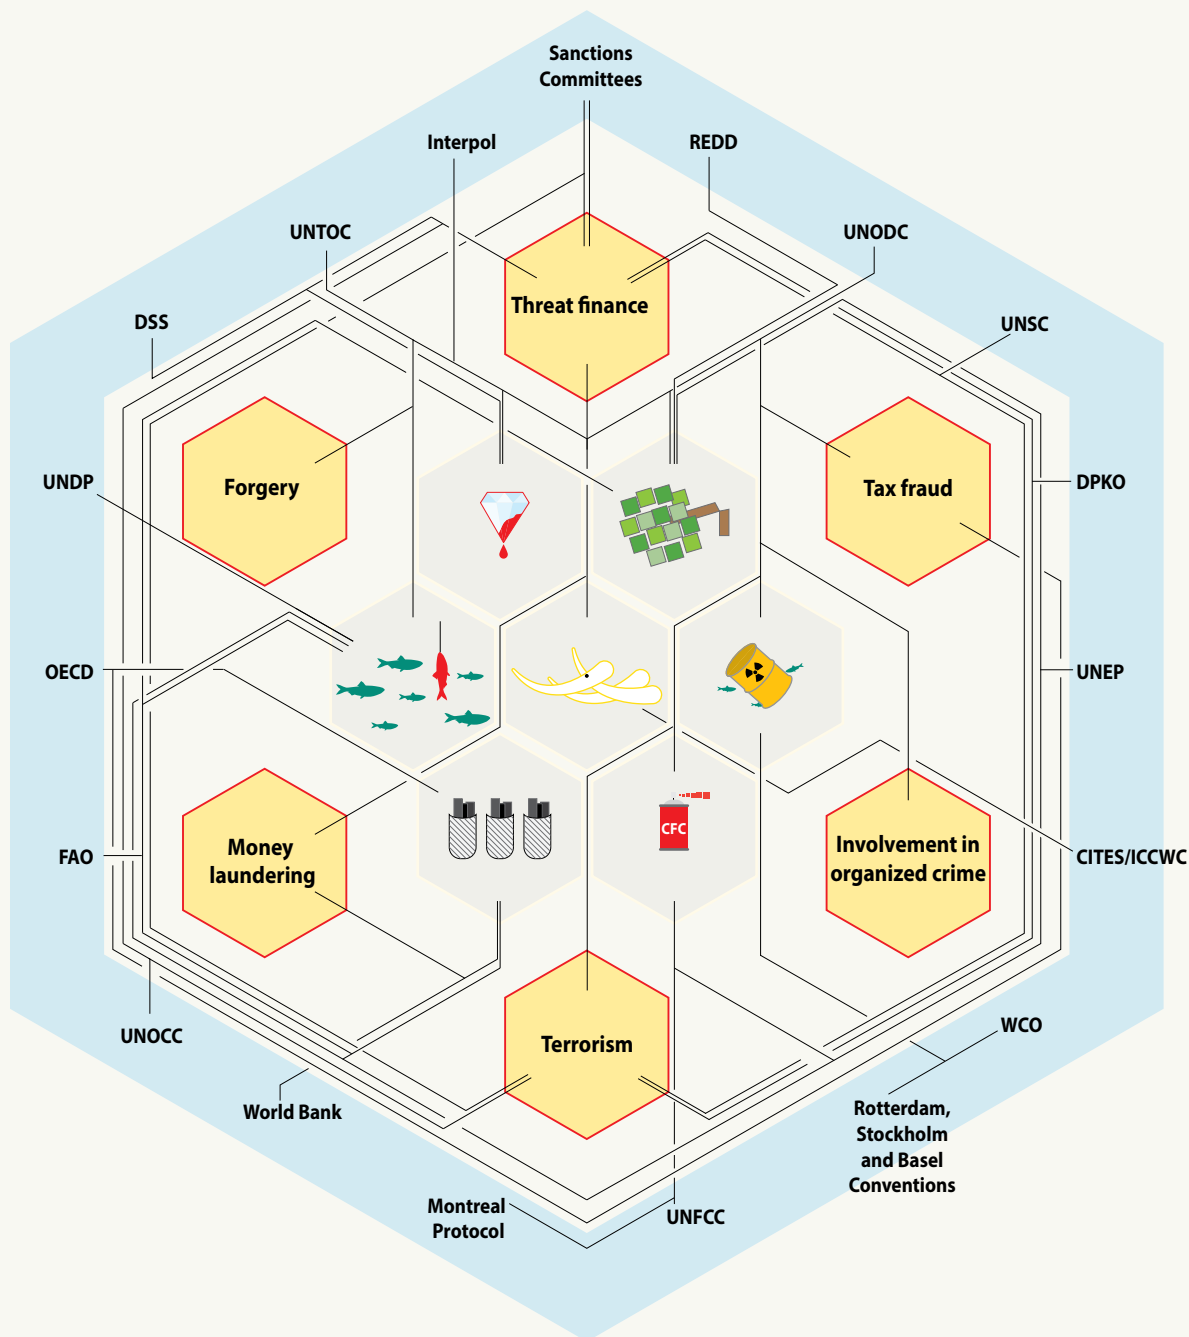 Sanctions
Committees
Interpol
REDD
UNTOC
UNODC
DSS
UNSC
Threat finance
Forgery
Tax fraud
UNDP
DPKO
OECD
UNEP
CFC
Money
laundering
Involvement in
organized crime
FAO
CITES/ICCWC
UNOCC
Terrorism
WCO
World Bank
Rotterdam,
Stockholm
and Basel
Conventions
Montreal
Protocol
UNFCC